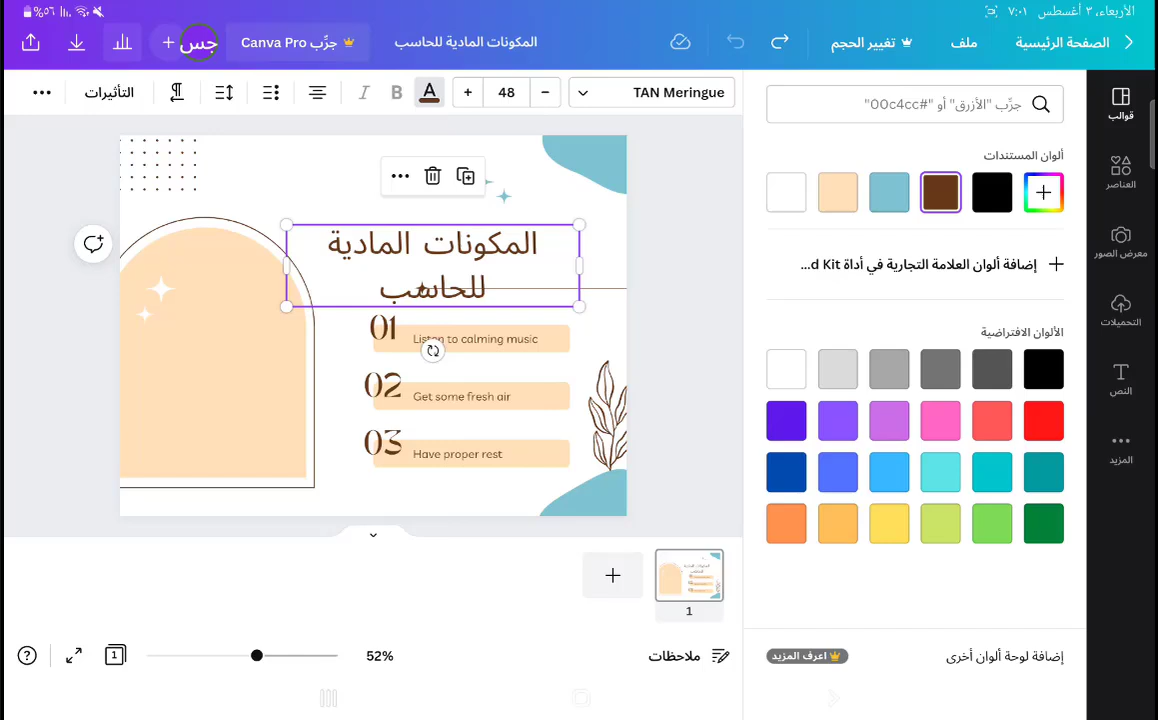 الأربعاء، ٣ أغسطس ٧:٠١
%٥٦
الصفحة الرئيسية
ملف
تغيير الحجم
المكونات المادية للحاسب
جرِّب Canva Pro
جس
TAN Meringue
48
A
B
I
التأثيرات
جرِّب "الأزرق" أو "#00c4cc"
ألوان المستندات
إضافة ألوان العلامة التجارية في أداة d Kit...
الألوان الافتراضية
إضافة لوحة ألوان أخرى
اعرف المزيد
قوالب
العناصر
معرض الصور
التحميلات
النص
المزيد
المكونات المادية
للحاسب
01
Listen to calming music
02
Get some fresh air
03
Have proper rest
1
ملاحظات
52%
1